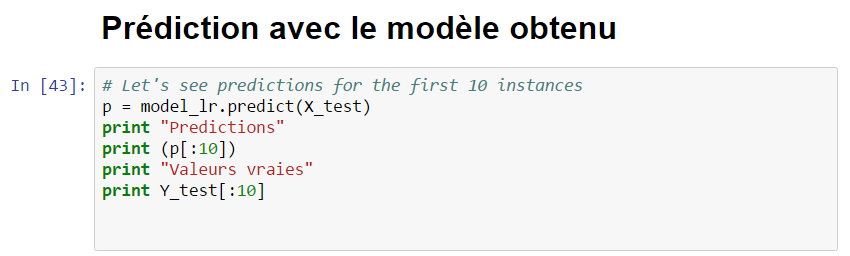 Prédiction avec le modèle obtenu
In [43]: # Let's see predictions for the first 10 instances
p = model_lr.predict(X_test)
print "Predictions"
print (p[:10])
print "Valeurs vraies"
print Y_test[:10]